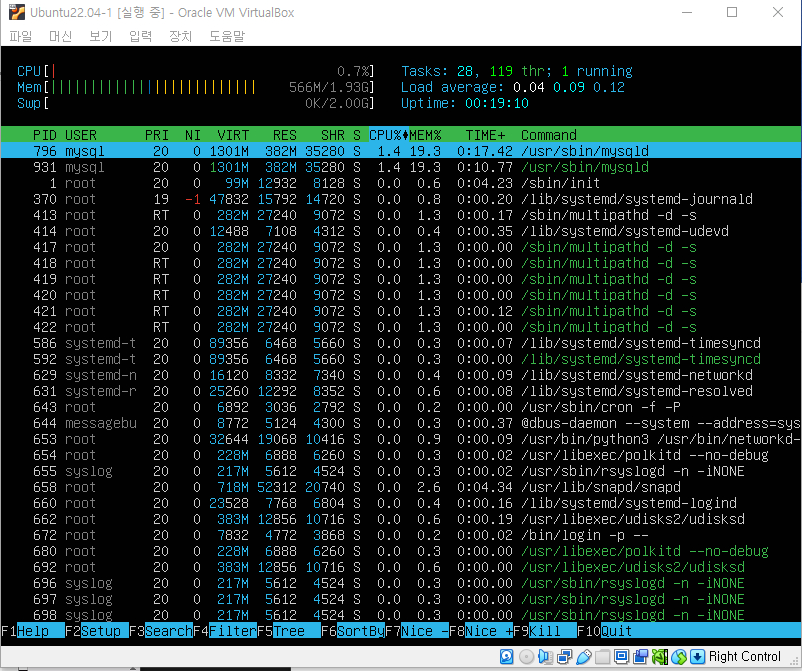 Ubuntu22.04-1 [실행 중] - Oracle VM VirtualBox
파일 머신 보기 입력 장치 도움말
CPU[| 0.7%] Tasks: 28, 119 thr; 1 running
Mem[|||||||||||||||||||||||||| 566M/1.93G] Load average: 0.04 0.09 0.12
Swp[ 0K/2.00G] Uptime: 00:19:10
PID USER PRI NI VIRT RES SHR S CPU%♦MEM% TIME+ Command
796 mysql 20 0 1301M 382M 35280 S 1.4 19.3 0:17.42 /usr/sbin/mysqld
931 mysql 20 0 1301M 382M 35280 S 1.4 19.3 0:10.77 /usr/sbin/mysqld
1 root 20 0 99M 12932 8128 S 0.0 0.6 0:04.23 /sbin/init
370 root 19 -1 47832 15792 14720 S 0.0 0.8 0:00.20 /lib/systemd/systemd-journald
413 root RT 0 282M 27240 9072 S 0.0 1.3 0:00.17 /sbin/multipathd -d -s
414 root 20 0 12488 7108 4312 S 0.0 0.4 0:00.35 /lib/systemd/systemd-udevd
417 root 20 0 282M 27240 9072 S 0.0 1.3 0:00.00 /sbin/multipathd -d -s
418 root RT 0 282M 27240 9072 S 0.0 1.3 0:00.00 /sbin/multipathd -d -s
419 root RT 0 282M 27240 9072 S 0.0 1.3 0:00.00 /sbin/multipathd -d -s
420 root RT 0 282M 27240 9072 S 0.0 1.3 0:00.00 /sbin/multipathd -d -s
421 root RT 0 282M 27240 9072 S 0.0 1.3 0:00.12 /sbin/multipathd -d -s
422 root RT 0 282M 27240 9072 S 0.0 1.3 0:00.00 /sbin/multipathd -d -s
586 systemd-t 20 0 89356 6468 5660 S 0.0 0.3 0:00.07 /lib/systemd/systemd-timesyncd
592 systemd-t 20 0 89356 6468 5660 S 0.0 0.3 0:00.00 /lib/systemd/systemd-timesyncd
629 systemd-n 20 0 16120 8332 7340 S 0.0 0.4 0:00.09 /lib/systemd/systemd-networkd
631 systemd-r 20 0 25260 12292 8352 S 0.0 0.6 0:00.08 /lib/systemd/systemd-resolved
643 root 20 0 6892 3036 2792 S 0.0 0.2 0:00.00 /usr/sbin/cron -f -P
644 messagebu 20 0 8772 5124 4300 S 0.0 0.3 0:00.37 @dbus-daemon --system --address=sys
653 root 20 0 32644 19068 10416 S 0.0 0.9 0:00.09 /usr/bin/python3 /usr/bin/networkd-
654 root 20 0 228M 6888 6260 S 0.0 0.3 0:00.02 /usr/libexec/polkitd --no-debug
655 syslog 20 0 217M 5612 4524 S 0.0 0.3 0:00.02 /usr/sbin/rsyslogd -n -iNONE
658 root 20 0 718M 52312 20740 S 0.0 2.6 0:04.34 /usr/lib/snapd/snapd
660 root 20 0 23528 7768 6804 S 0.0 0.4 0:00.16 /lib/systemd/systemd-logind
662 root 20 0 383M 12856 10716 S 0.0 0.6 0:00.19 /usr/libexec/udisks2/udisksd
672 root 20 0 7832 4772 3868 S 0.0 0.2 0:00.02 /bin/login -p --
680 root 20 0 228M 6888 6260 S 0.0 0.3 0:00.00 /usr/libexec/polkitd --no-debug
692 root 20 0 383M 12856 10716 S 0.0 0.6 0:00.00 /usr/libexec/udisks2/udisksd
696 syslog 20 0 217M 5612 4524 S 0.0 0.3 0:00.00 /usr/sbin/rsyslogd -n -iNONE
697 syslog 20 0 217M 5612 4524 S 0.0 0.3 0:00.00 /usr/sbin/rsyslogd -n -iNONE
698 syslog 20 0 217M 5612 4524 S 0.0 0.3 0:00.00 /usr/sbin/rsyslogd -n -iNONE
F1Help F2Setup F3SearchF4FilterF5Tree F6SortByF7Nice -F8Nice +F9Kill F10Quit
Right Control